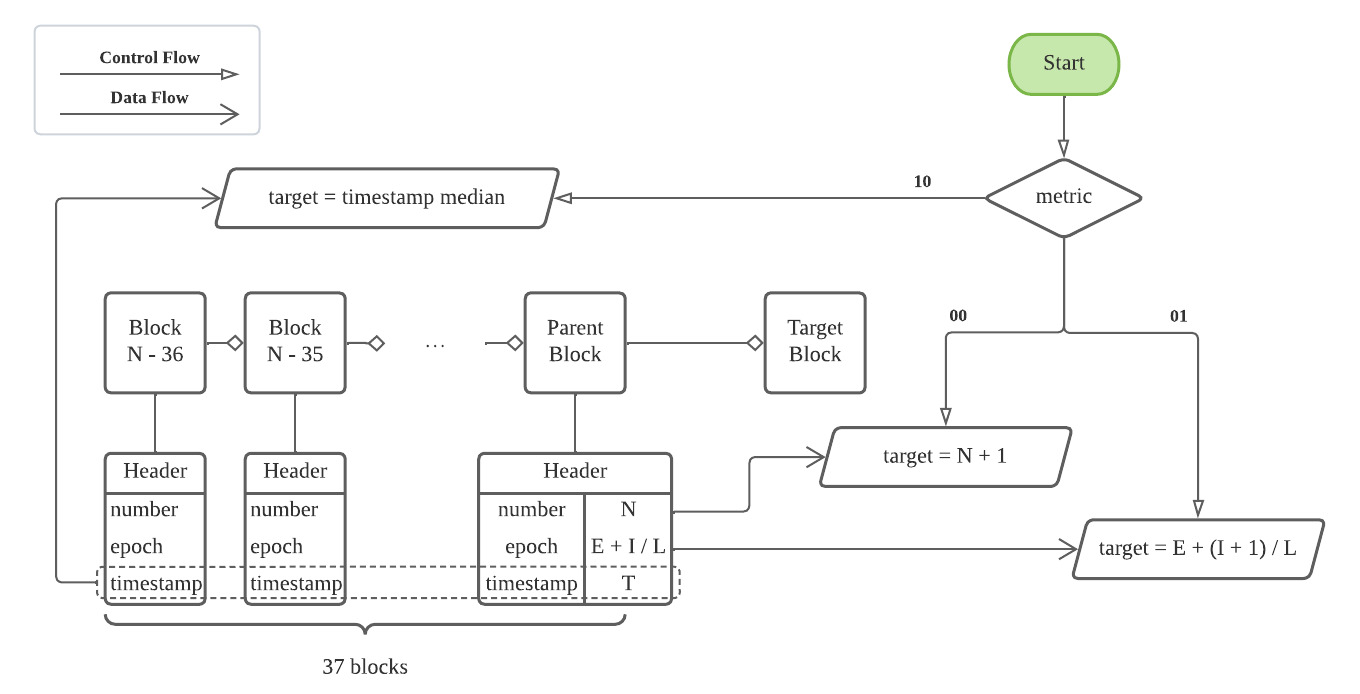 Control Flow
Data Flow
Start
metric
10
target = timestamp median
00
01
Block
N - 36
Block
N - 35
...
Parent
Block
Target
Block
target = N + 1
target = E + (I + 1) / L
Header
number
epoch
timestamp
Header
number
epoch
timestamp
Header
number N
epoch E + I / L
timestamp T
37 blocks